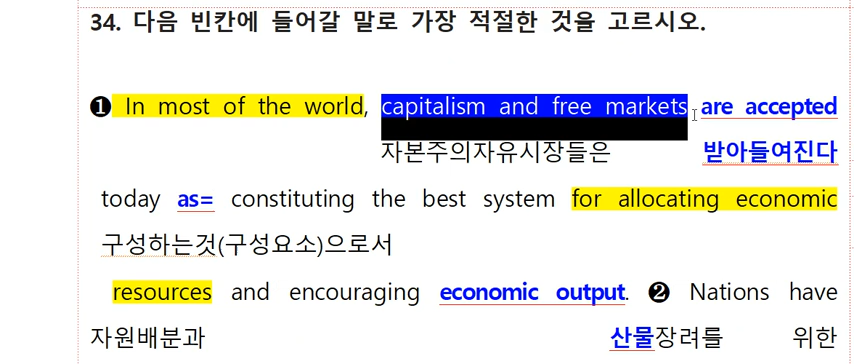 34. 다음 빈칸에 들어갈 말로 가장 적절한 것을 고르시오.
❶ In most of the world, capitalism and free markets are accepted
자본주의자유시장들은 받아들여진다
today as= constituting the best system for allocating economic
구성하는것(구성요소)으로서
resources and encouraging economic output. ❷ Nations have
자원배분과 산물장려를 위한